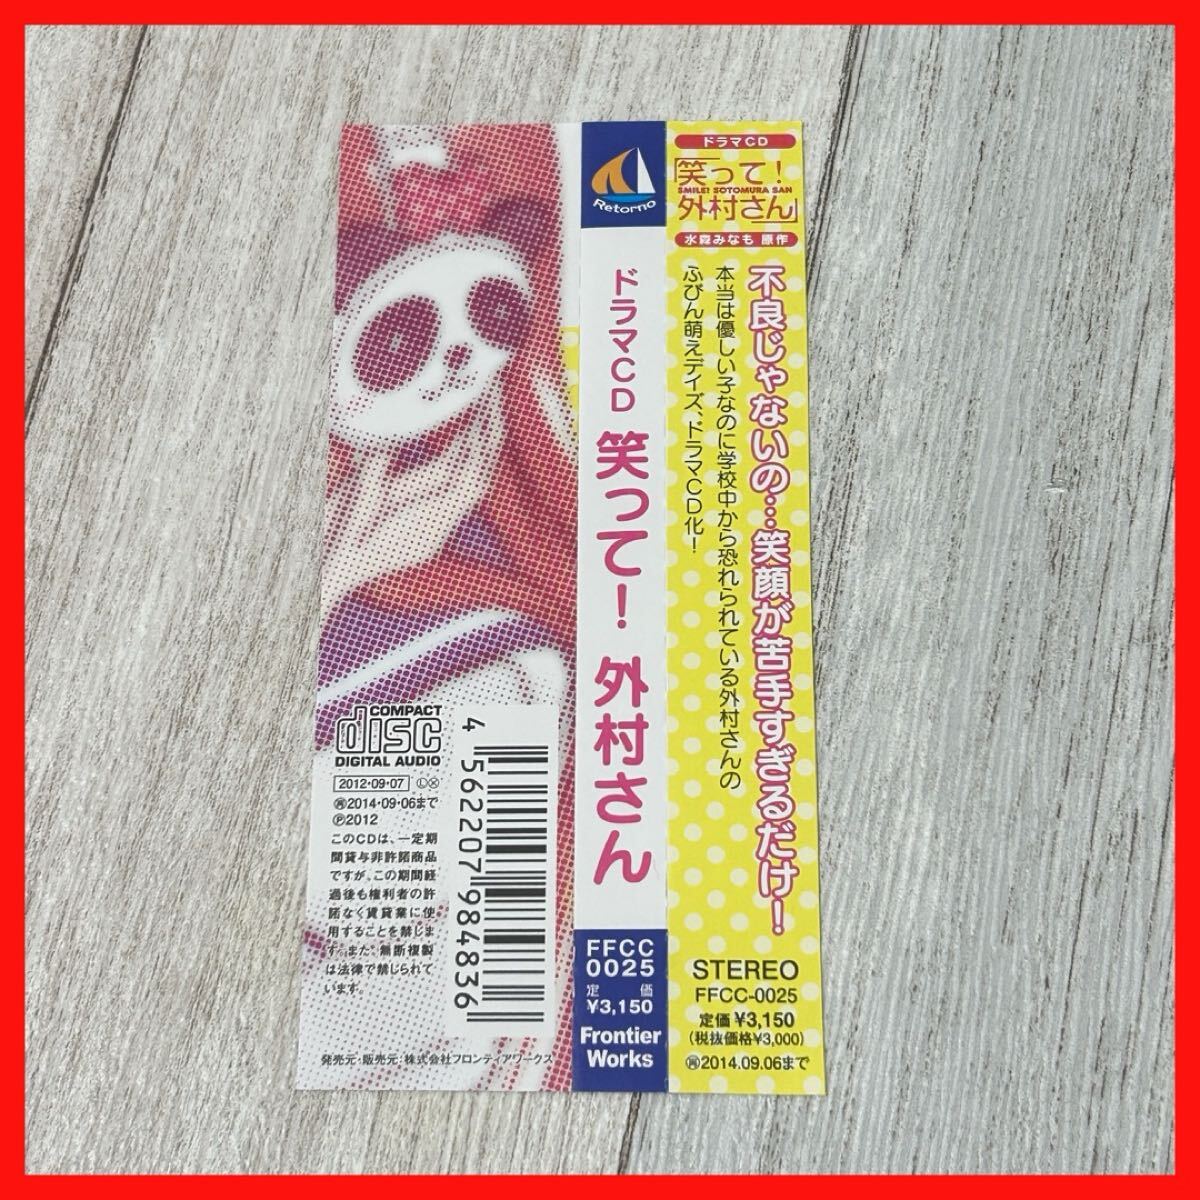 ドラマCD
「笑って!
SMILE! SOTOMURA SAN
外村さん」
水森みなも 原作
不良じゃないの…笑顔が苦手すぎるだけ!
本当は優しい子なのに学校中から恐れられている外村さんの
ふびん萌えデイズ、ドラマCD化!
STEREO
FFCC-0025
定価 ¥3,150
(税抜価格¥3,000)
再2014.09.06まで
Retorno
ドラマCD 笑って! 外村さん
FFCC
0025
定 価
¥3,150
Frontier
Works
COMPACT
disc
DIGITAL AUDIO
2012・09・07 ⓁⓍ
再2014・09・06まで
Ⓟ2012
このCDは、一定期
間貸与非許諾商品
ですが、この期間経
過後も権利者の許
諾なく賃貸業に使
用することを禁じま
す。また、無断複製
は法律で禁じられて
います。
4 562207 984836
発売元・販売元:株式会社フロンティアワークス